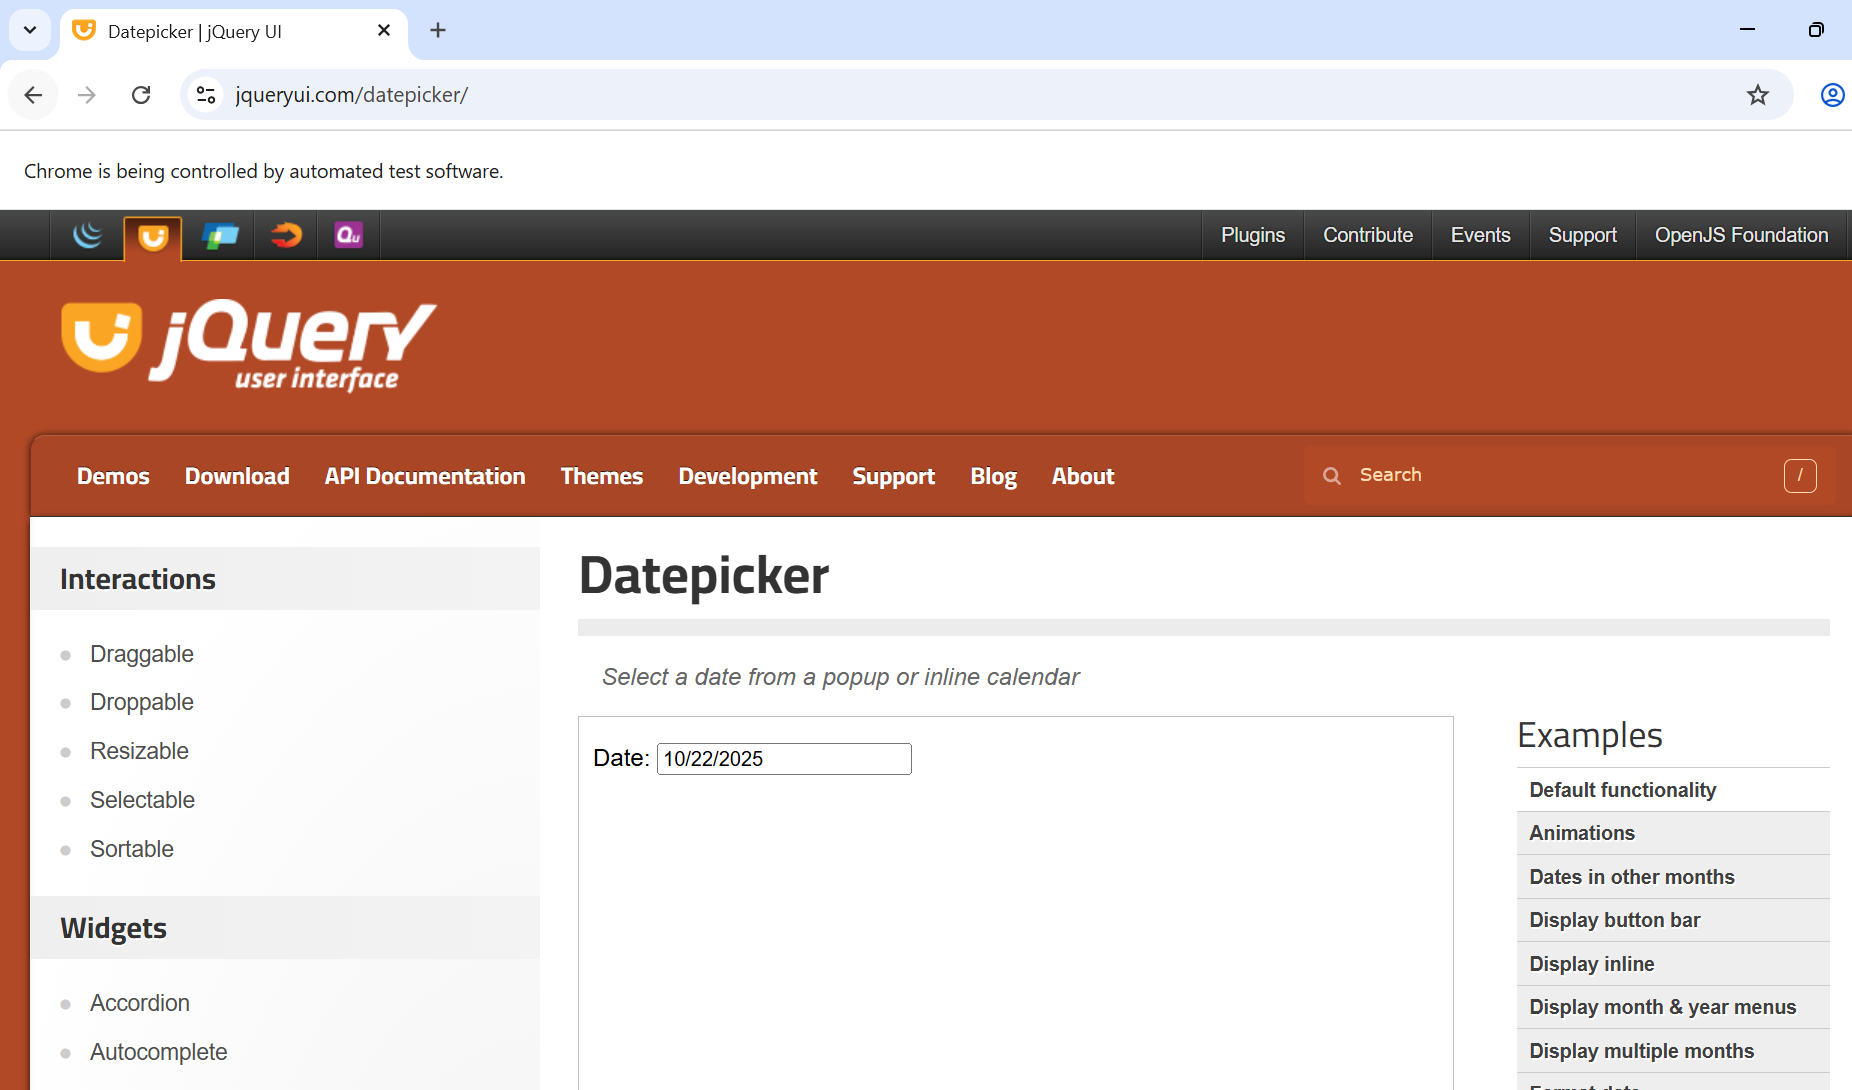 Datepicker | jQuery UI
jqueryui.com/datepicker/
Chrome is being controlled by automated test software.
Qu
Plugins
Contribute
Events
Support
OpenJS Foundation
jQuery
user interface
Demos
Download
API Documentation
Themes
Development
Support
Blog
About
Search
/
Interactions
Draggable
Droppable
Resizable
Selectable
Sortable
Widgets
Accordion
Autocomplete
Datepicker
Select a date from a popup or inline calendar
Date: 10/22/2025
Examples
Default functionality
Animations
Dates in other months
Display button bar
Display inline
Display month & year menus
Display multiple months
Format date